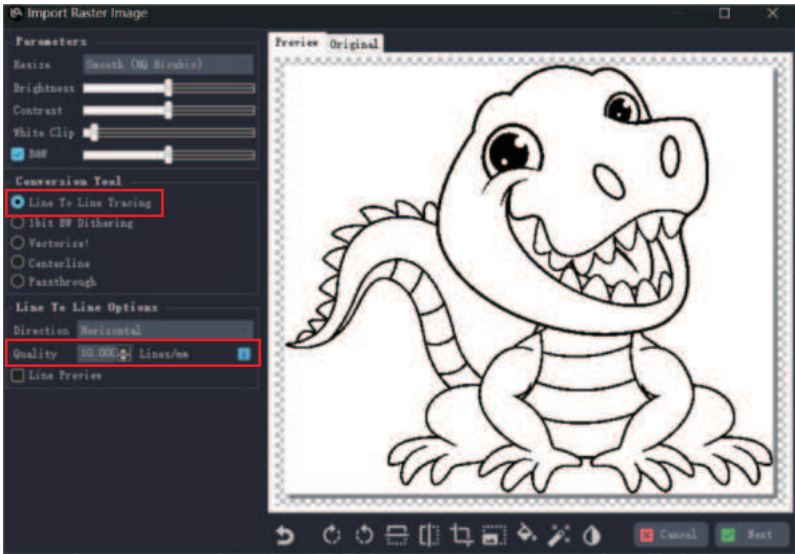 Import Raster Image
Parameters
Resize Smooth (HQ Bicubic)
Brightness
Contrast
White Clip
B&W
Conversion Tool
Line To Line Tracing
1bit BW Dithering
Vectorize!
Centerline
Passthrough
Line To Line Options
Direction Horizontal
Quality 10.000 Lines/mm
Line Preview
Preview Original
Cancel Next